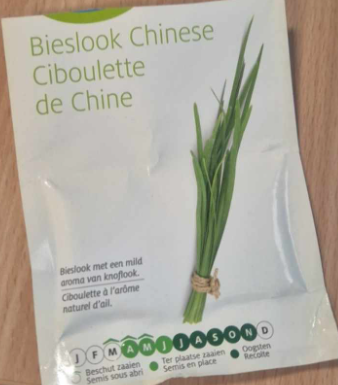 Bieslook Chinese
Ciboulette
de Chine
Bieslook met een mild
aroma van knoflook.
Ciboulette à l'arôme
naturel d'ail.
J F M A M J J A S O N D
Beschut zaaien
Semis sous abri
Ter plaatse zaaien
Semis en place
Oogsten
Récolte